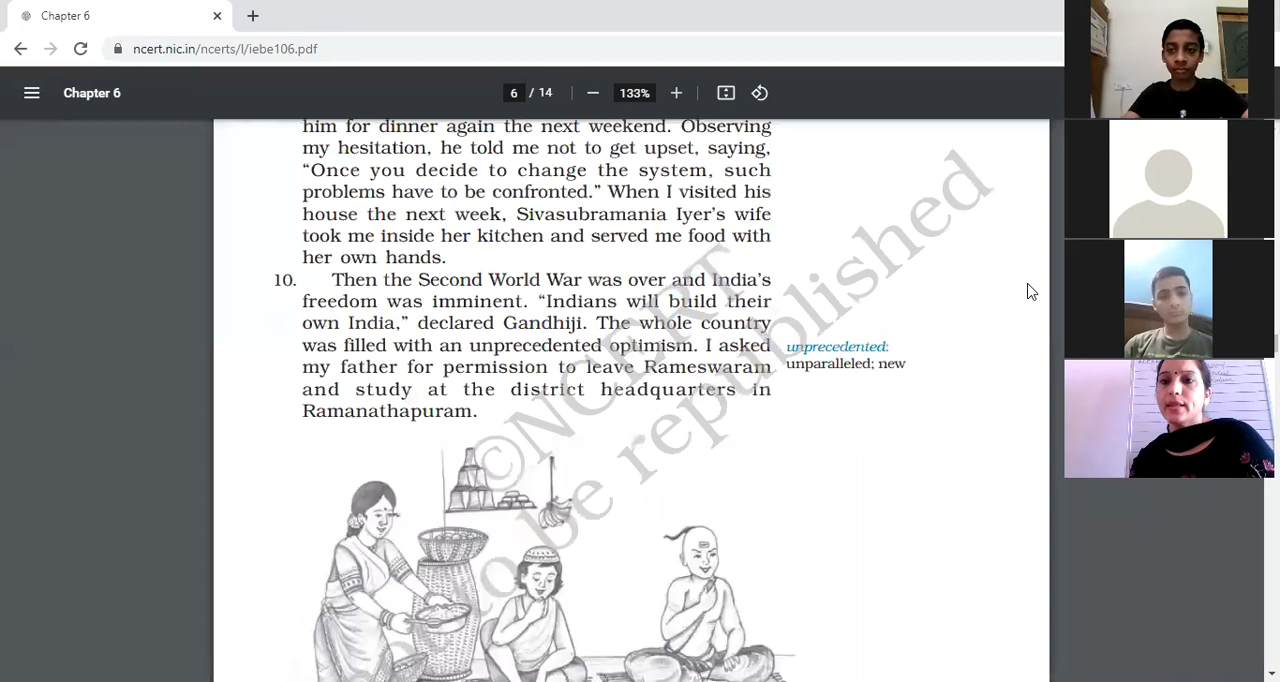 Chapter 6
ncert.nic.in/ncerts/l/iebe106.pdf
Chapter 6
6 / 14
133%
him for dinner again the next weekend. Observing
my hesitation, he told me not to get upset, saying,
“Once you decide to change the system, such
problems have to be confronted.” When I visited his
house the next week, Sivasubramania Iyer’s wife
took me inside her kitchen and served me food with
her own hands.
10. Then the Second World War was over and India’s
freedom was imminent. “Indians will build their
own India,” declared Gandhiji. The whole country
was filled with an unprecedented optimism. I asked
my father for permission to leave Rameswaram
and study at the district headquarters in
Ramanathapuram.
unprecedented:
unparalleled; new
©NCERT
to be republished